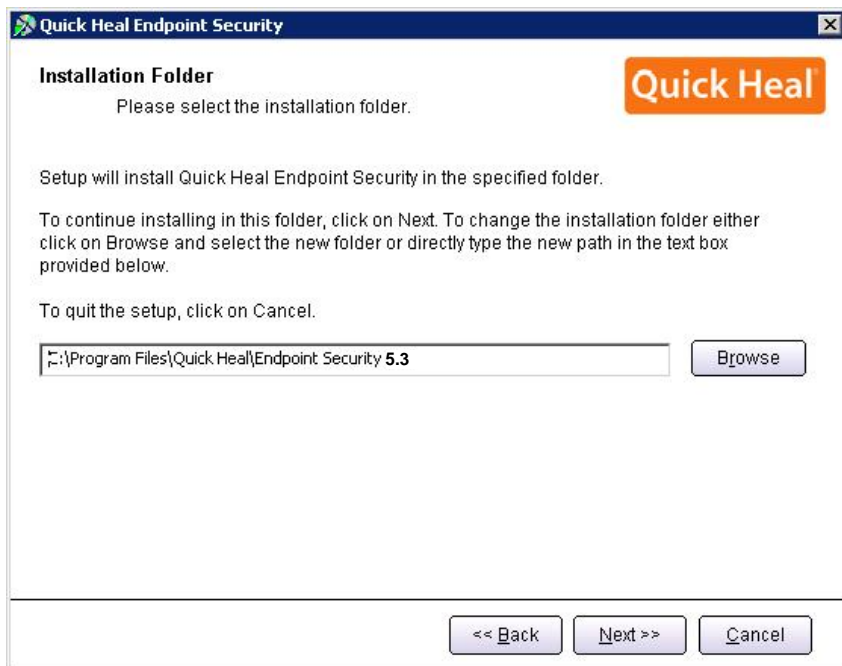 Quick Heal Endpoint Security
Installation Folder
Please select the installation folder.
Quick Heal®
Setup will install Quick Heal Endpoint Security in the specified folder.
To continue installing in this folder, click on Next. To change the installation folder either
click on Browse and select the new folder or directly type the new path in the text box
provided below.
To quit the setup, click on Cancel.
C:\Program Files\Quick Heal\Endpoint Security 5.3
Browse
<< Back
Next >>
Cancel